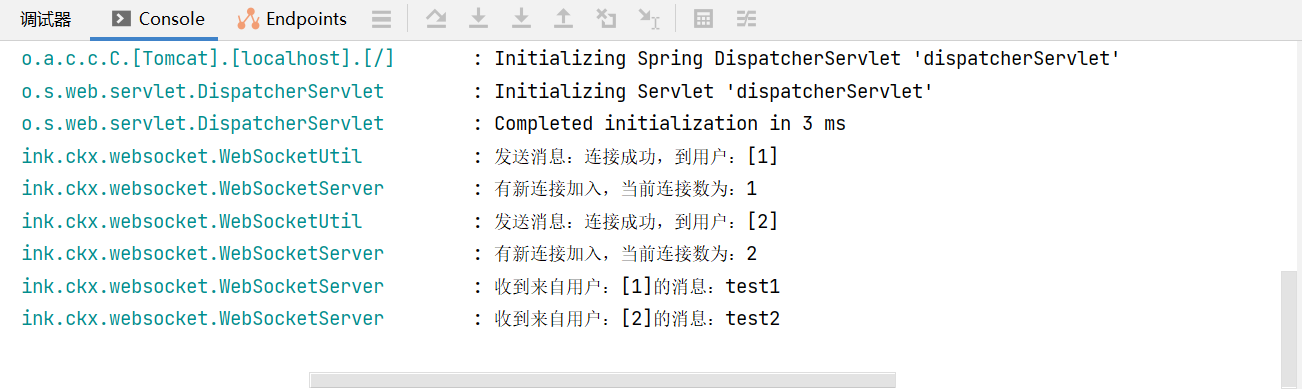 调试器 Console Endpoints
o.a.c.c.C.[Tomcat].[localhost].[/] : Initializing Spring DispatcherServlet 'dispatcherServlet'
o.s.web.servlet.DispatcherServlet : Initializing Servlet 'dispatcherServlet'
o.s.web.servlet.DispatcherServlet : Completed initialization in 3 ms
ink.ckx.websocket.WebSocketUtil : 发送消息：连接成功，到用户：[1]
ink.ckx.websocket.WebSocketServer : 有新连接加入，当前连接数为：1
ink.ckx.websocket.WebSocketUtil : 发送消息：连接成功，到用户：[2]
ink.ckx.websocket.WebSocketServer : 有新连接加入，当前连接数为：2
ink.ckx.websocket.WebSocketServer : 收到来自用户：[1]的消息：test1
ink.ckx.websocket.WebSocketServer : 收到来自用户：[2]的消息：test2